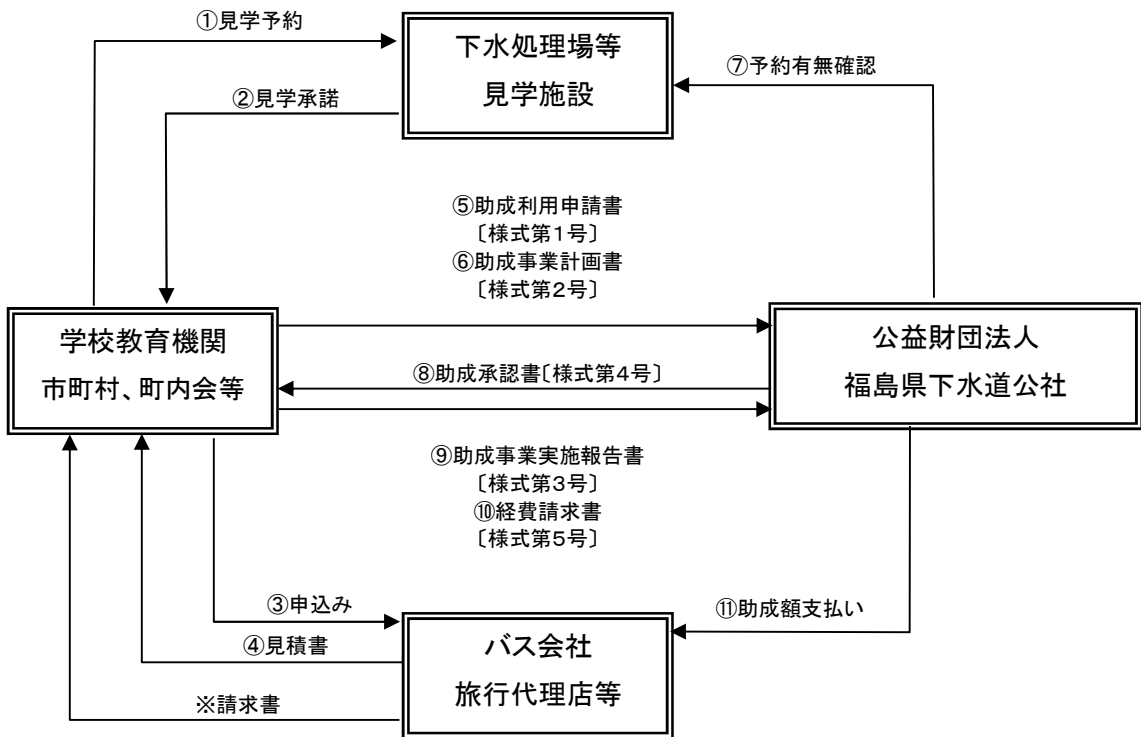 ①見学予約
下水処理場等
見学施設
⑦予約有無確認
②見学承諾
⑤助成利用申請書
〔様式第1号〕
⑥助成事業計画書
〔様式第2号〕
学校教育機関
市町村、町内会等
公益財団法人
福島県下水道公社
⑧助成承認書〔様式第4号〕
⑨助成事業実施報告書
〔様式第3号〕
⑩経費請求書
〔様式第5号〕
③申込み
⑪助成額支払い
④見積書
バス会社
旅行代理店等
※請求書